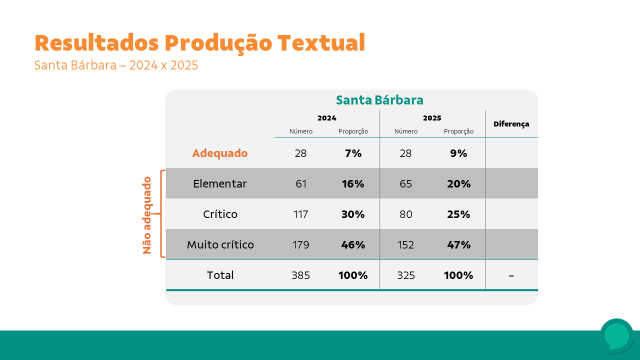 Resultados Produção Textual
Santa Bárbara – 2024 x 2025
Santa Bárbara
2024 2025 Diferença
Número Proporção Número Proporção
Adequado 28 7% 28 9%
Não adequado
Elementar 61 16% 65 20%
Crítico 117 30% 80 25%
Muito crítico 179 46% 152 47%
Total 385 100% 325 100% –